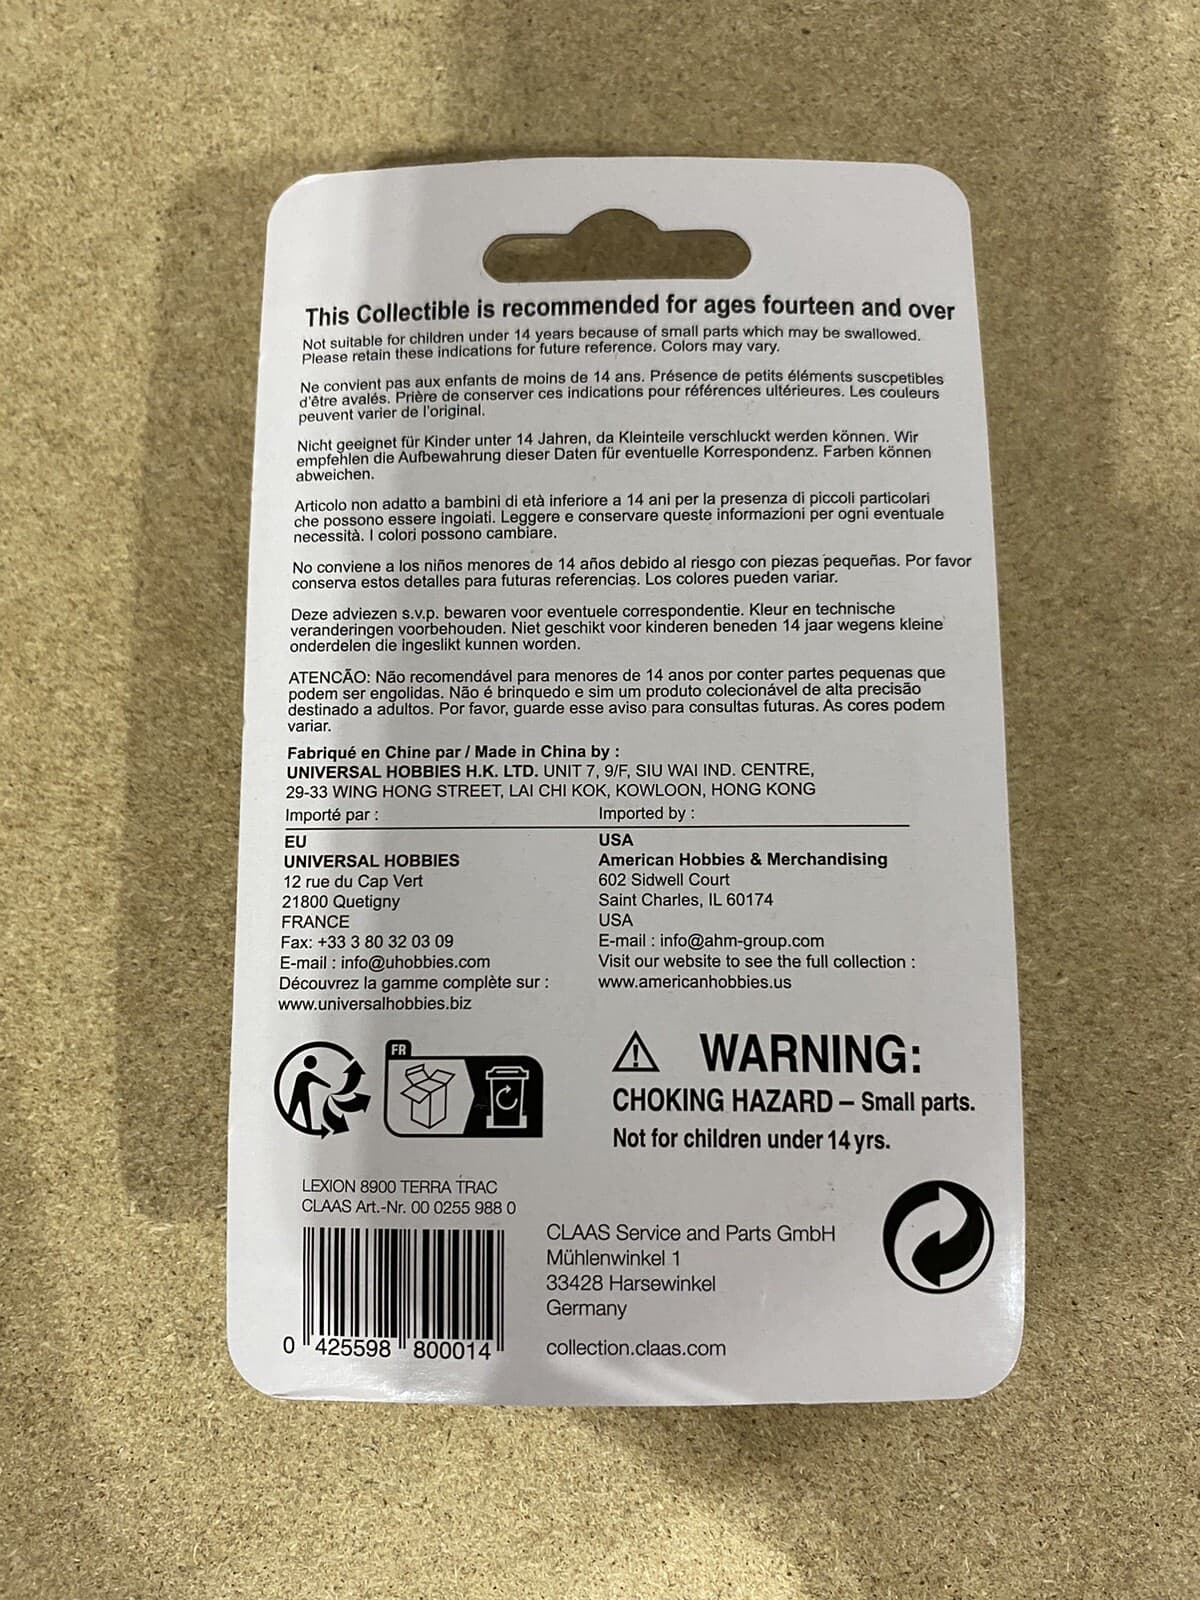 This Collectible is recommended for ages fourteen and over
Not suitable for children under 14 years because of small parts which may be swallowed.
Please retain these indications for future reference. Colors may vary.
Ne convient pas aux enfants de moins de 14 ans. Présence de petits éléments suscpetibles
d'être avalés. Prière de conserver ces indications pour références ultérieures. Les couleurs
peuvent varier de l'original.
Nicht geeignet für Kinder unter 14 Jahren, da Kleinteile verschluckt werden können. Wir
empfehlen die Aufbewahrung dieser Daten für eventuelle Korrespondenz. Farben können
abweichen.
Articolo non adatto a bambini di età inferiore a 14 ani per la presenza di piccoli particolari
che possono essere ingoiati. Leggere e conservare queste informazioni per ogni eventuale
necessità. I colori possono cambiare.
No conviene a los niños menores de 14 años debido al riesgo con piezas pequeñas. Por favor
conserva estos detalles para futuras referencias. Los colores pueden variar.
Deze adviezen s.v.p. bewaren voor eventuele correspondentie. Kleur en technische
veranderingen voorbehouden. Niet geschikt voor kinderen beneden 14 jaar wegens kleine
onderdelen die ingeslikt kunnen worden.
ATENCÃO: Não recomendável para menores de 14 anos por conter partes pequenas que
podem ser engolidas. Não é brinquedo e sim um produto colecionável de alta precisão
destinado a adultos. Por favor, guarde esse aviso para consultas futuras. As cores podem
variar.
Fabriqué en Chine par / Made in China by :
UNIVERSAL HOBBIES H.K. LTD. UNIT 7, 9/F, SIU WAI IND. CENTRE,
29-33 WING HONG STREET, LAI CHI KOK, KOWLOON, HONG KONG
Importé par :
EU
UNIVERSAL HOBBIES
12 rue du Cap Vert
21800 Quetigny
FRANCE
Fax: +33 3 80 32 03 09
E-mail : info@uhobbies.com
Découvrez la gamme complète sur :
www.universalhobbies.biz
Imported by :
USA
American Hobbies & Merchandising
602 Sidwell Court
Saint Charles, IL 60174
USA
E-mail : info@ahm-group.com
Visit our website to see the full collection :
www.americanhobbies.us
FR
WARNING:
CHOKING HAZARD – Small parts.
Not for children under 14 yrs.
LEXION 8900 TERRA TRAC
CLAAS Art.-Nr. 00 0255 988 0
0 425598 800014
CLAAS Service and Parts GmbH
Mühlenwinkel 1
33428 Harsewinkel
Germany
collection.claas.com